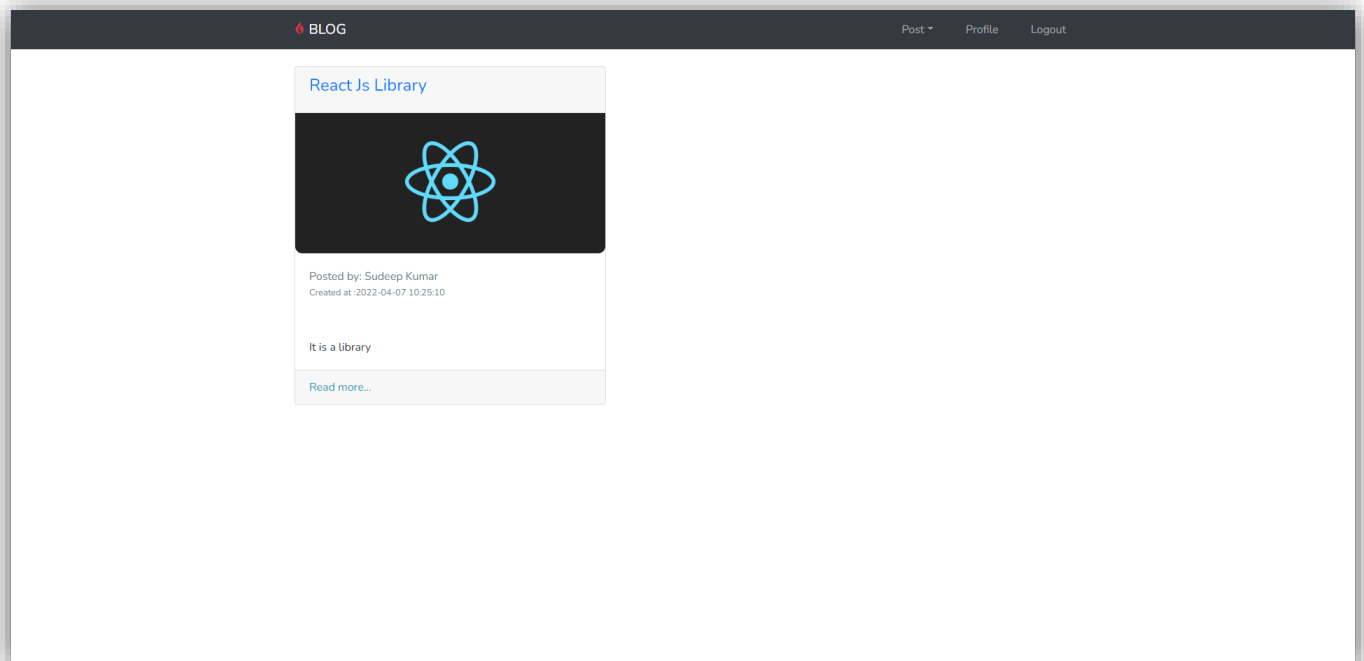 BLOG
Post Profile Logout
React Js Library
Posted by: Sudeep Kumar
Created at :2022-04-07 10:25:10
It is a library
Read more...